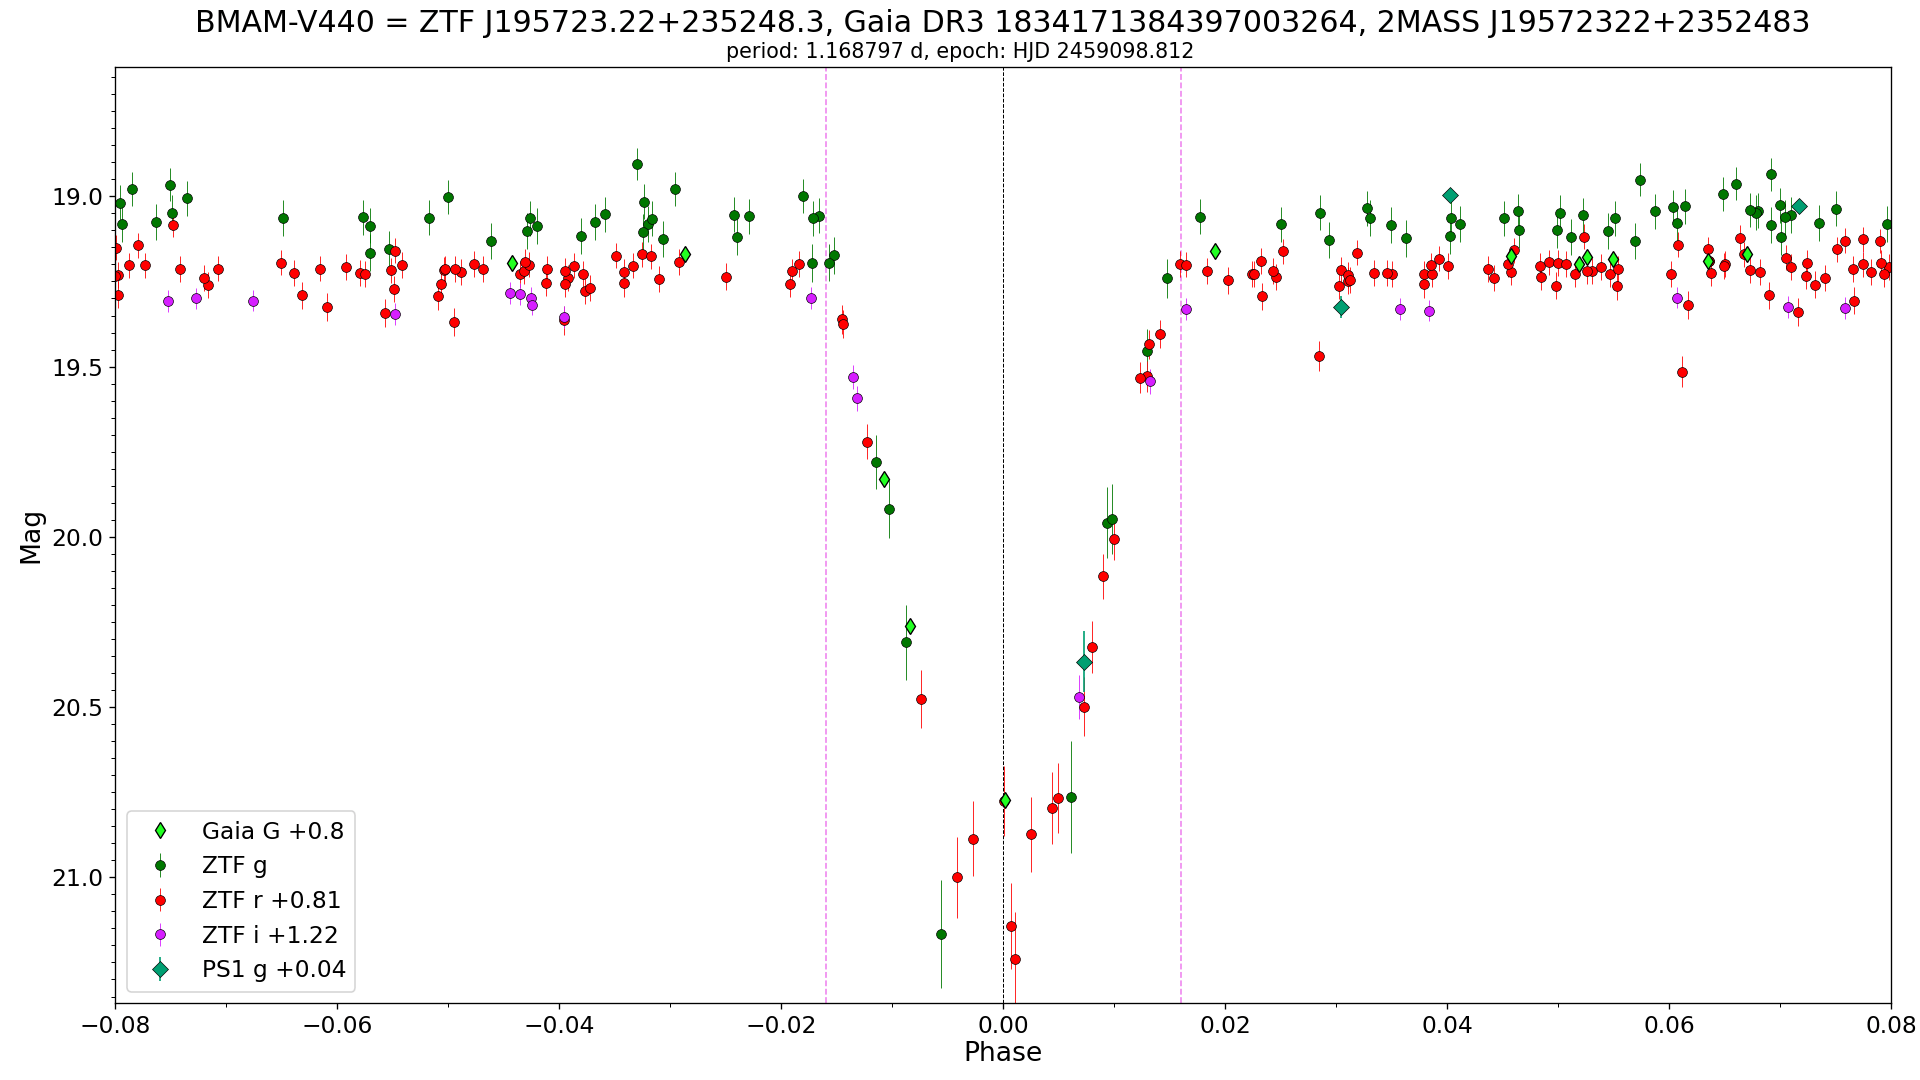 BMAM-V440 = ZTF J195723.22+235248.3, Gaia DR3 1834171384397003264, 2MASS J19572322+2352483
period: 1.168797 d, epoch: HJD 2459098.812
Mag
19.0
19.5
20.0
20.5
21.0
Gaia G +0.8
ZTF g
ZTF r +0.81
ZTF i +1.22
PS1 g +0.04
−0.08 −0.06 −0.04 −0.02 0.00 0.02 0.04 0.06 0.08
Phase